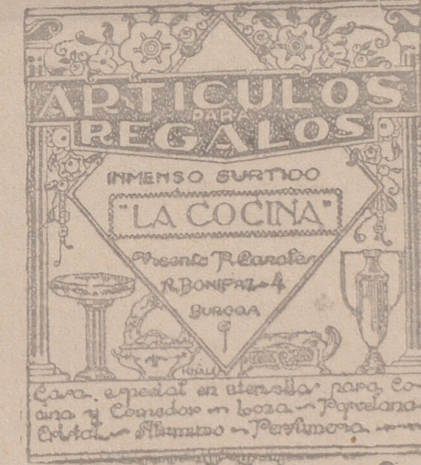 ARTICULOS
PARA
REGALOS
INMENSO SURTIDO
"LA COCINA"
Vicente P. Canales
R. BONIFAZ - 4
BURGOS
Casa especial en utensilios para Co-
cina y Comedor - Loza - Porcelana
Cristal - Aluminio - Perfumeria